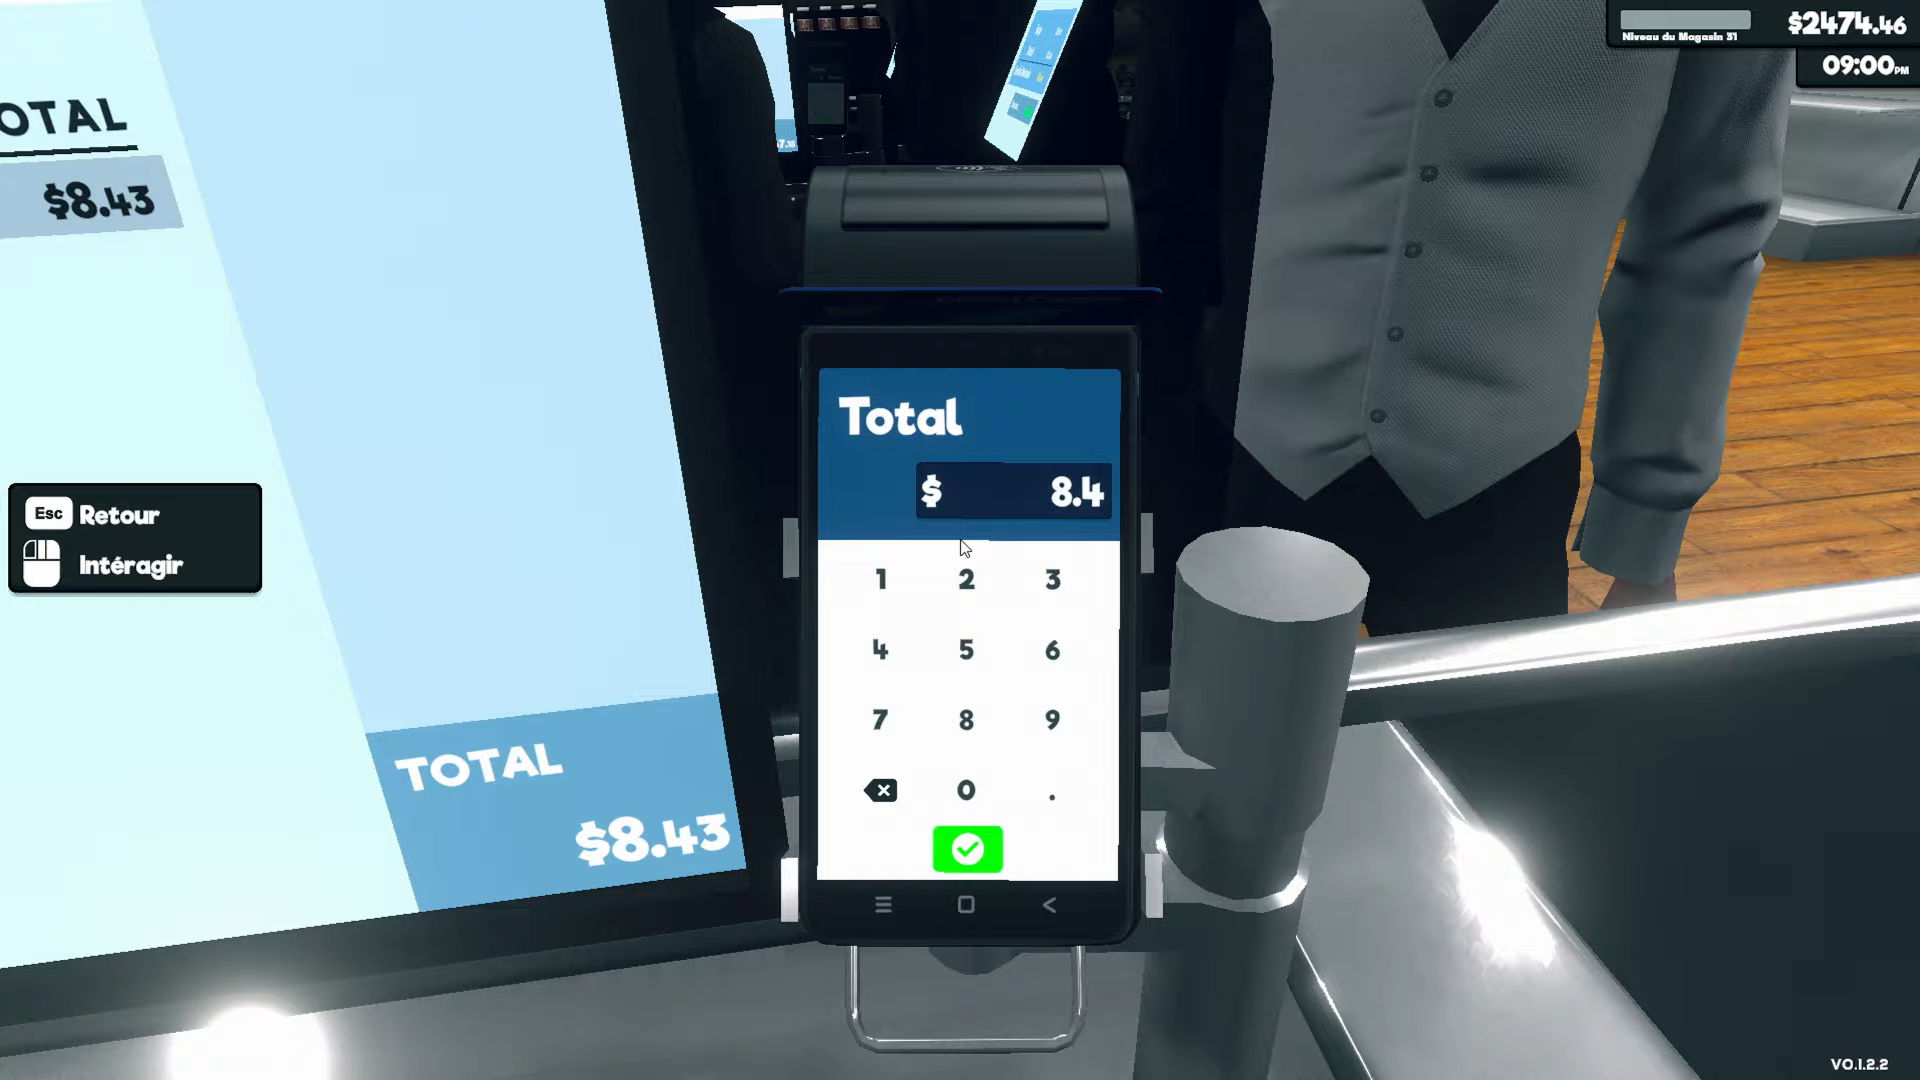 $2474.46
Niveau du Magasin 31
09:00PM
OTAL
$8.43
Total
$ 8.4
Esc Retour
Intéragir
1 2 3
4 5 6
7 8 9
0 .
TOTAL
$8.43
V0.1.2.2